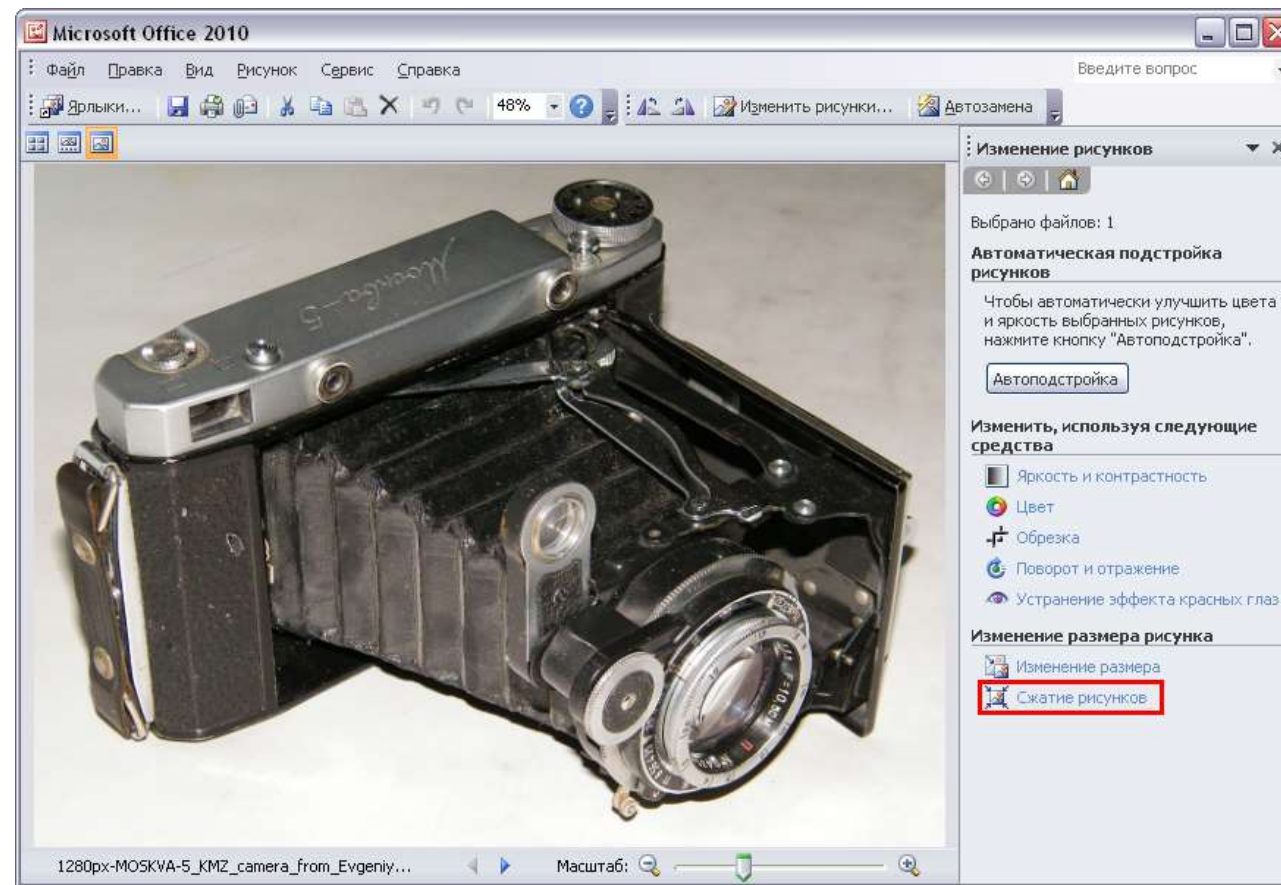 Microsoft Office 2010
Файл Правка Вид Рисунок Сервис Справка Введите вопрос
Ярлыки... 48% Изменить рисунки... Автозамена
Изменение рисунков
Выбрано файлов: 1
Автоматическая подстройка
рисунков
Чтобы автоматически улучшить цвета
и яркость выбранных рисунков,
нажмите кнопку "Автоподстройка".
Автоподстройка
Изменить, используя следующие
средства
Яркость и контрастность
Цвет
Обрезка
Поворот и отражение
Устранение эффекта красных глаз
Изменение размера рисунка
Изменение размера
Сжатие рисунков
Москва-5
1280px-MOSKVA-5_KMZ_camera_from_Evgeniy... Масштаб: